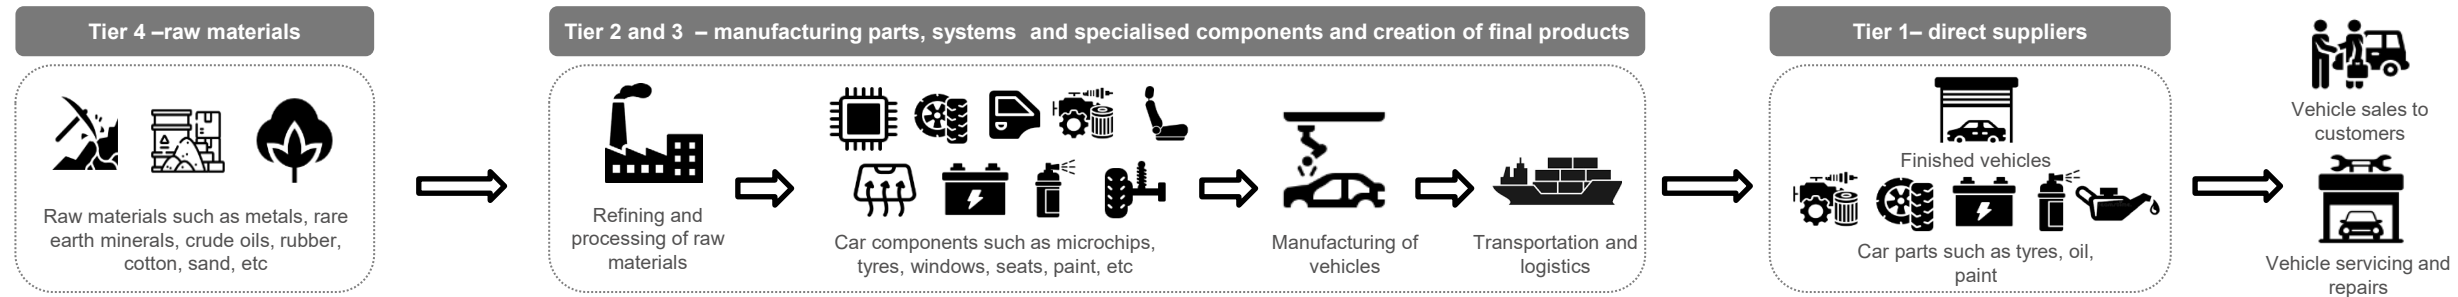 Tier 4 –raw materials
Raw materials such as metals, rare
earth minerals, crude oils, rubber,
cotton, sand, etc
Tier 2 and 3  – manufacturing parts, systems  and specialised components and creation of final products
Refining and
processing of raw
materials
Car components such as microchips,
tyres, windows, seats, paint, etc
Manufacturing of
vehicles
Transportation and
logistics
Tier 1– direct suppliers
Finished vehicles
Car parts such as tyres, oil,
paint
Vehicle sales to
customers
Vehicle servicing and
repairs